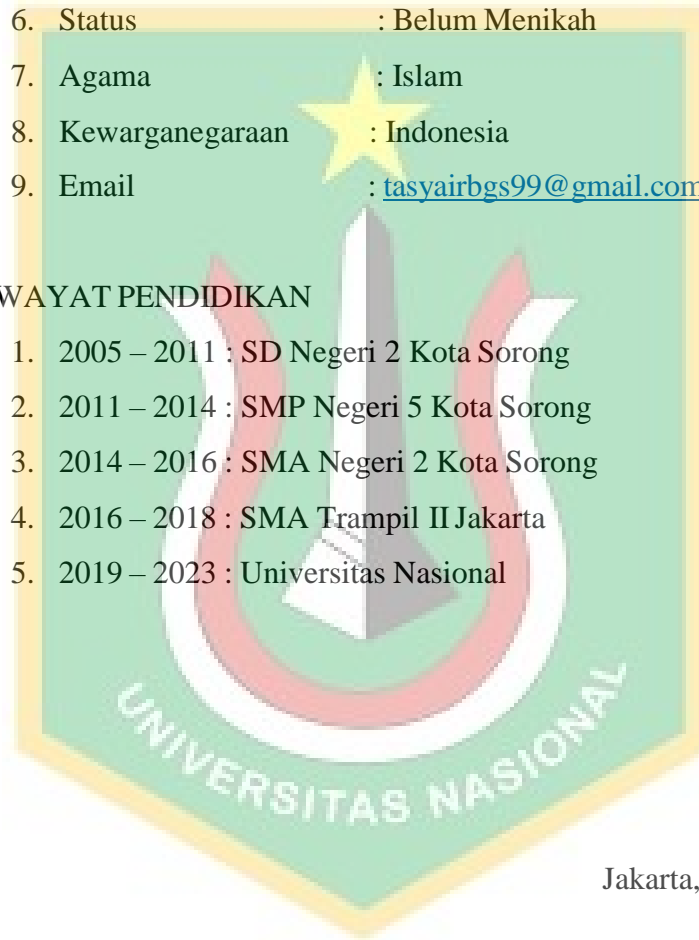 6. Status : Belum Menikah
7. Agama : Islam
8. Kewarganegaraan : Indonesia
9. Email : tasyairbgs99@gmail.com
WAYAT PENDIDIKAN
1. 2005 – 2011 : SD Negeri 2 Kota Sorong
2. 2011 – 2014 : SMP Negeri 5 Kota Sorong
3. 2014 – 2016 : SMA Negeri 2 Kota Sorong
4. 2016 – 2018 : SMA Trampil II Jakarta
5. 2019 – 2023 : Universitas Nasional
UNIVERSITAS NASIONAL
Jakarta,